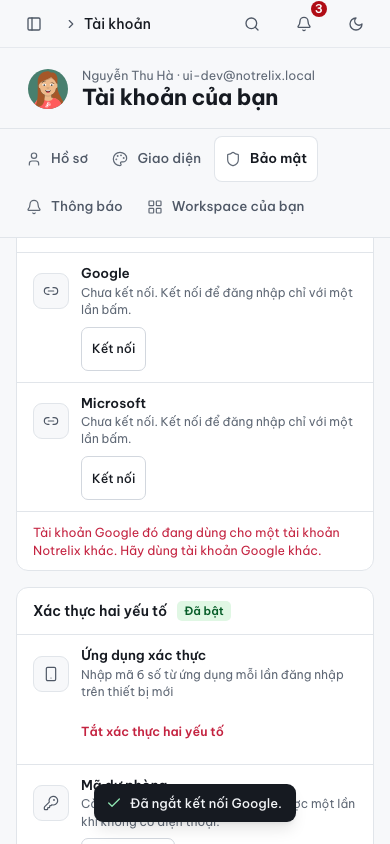 Tài khoản
3
Nguyễn Thu Hà · ui-dev@notrelix.local
Tài khoản của bạn
Hồ sơ
Giao diện
Bảo mật
Thông báo
Workspace của bạn
Google
Chưa kết nối. Kết nối để đăng nhập chỉ với một
lần bấm.
Kết nối
Microsoft
Chưa kết nối. Kết nối để đăng nhập chỉ với một
lần bấm.
Kết nối
Tài khoản Google đó đang dùng cho một tài khoản
Notrelix khác. Hãy dùng tài khoản Google khác.
Xác thực hai yếu tố
Đã bật
Ứng dụng xác thực
Nhập mã 6 số từ ứng dụng mỗi lần đăng nhập
trên thiết bị mới
Tắt xác thực hai yếu tố
Mã dự phòng
một lần
khi không có điện thoại.
Đã ngắt kết nối Google.